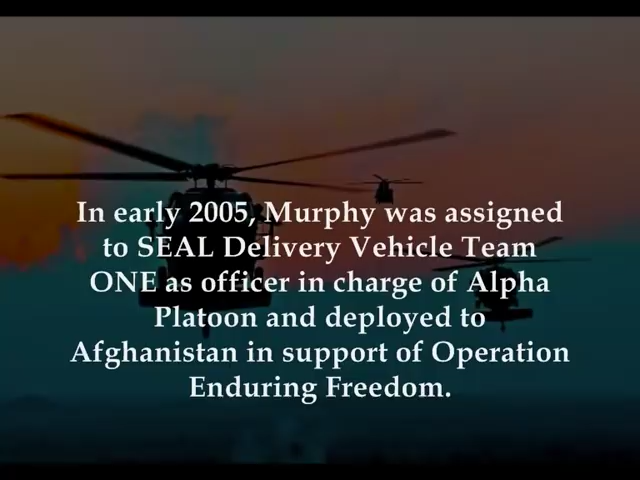 In early 2005, Murphy was assigned
to SEAL Delivery Vehicle Team
ONE as officer in charge of Alpha
Platoon and deployed to
Afghanistan in support of Operation
Enduring Freedom.